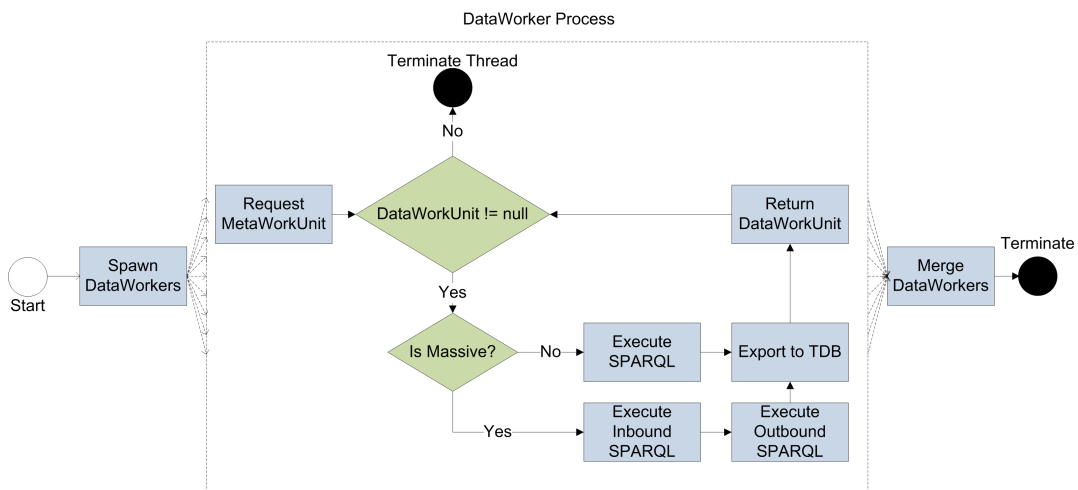 DataWorker Process
Terminate Thread
No
Request
MetaWorkUnit
DataWorkUnit != null
Return
DataWorkUnit
Start
Spawn
DataWorkers
Merge
DataWorkers
Terminate
Yes
Is Massive?
No
Execute
SPARQL
Export to TDB
Yes
Execute
Inbound
SPARQL
Execute
Outbound
SPARQL